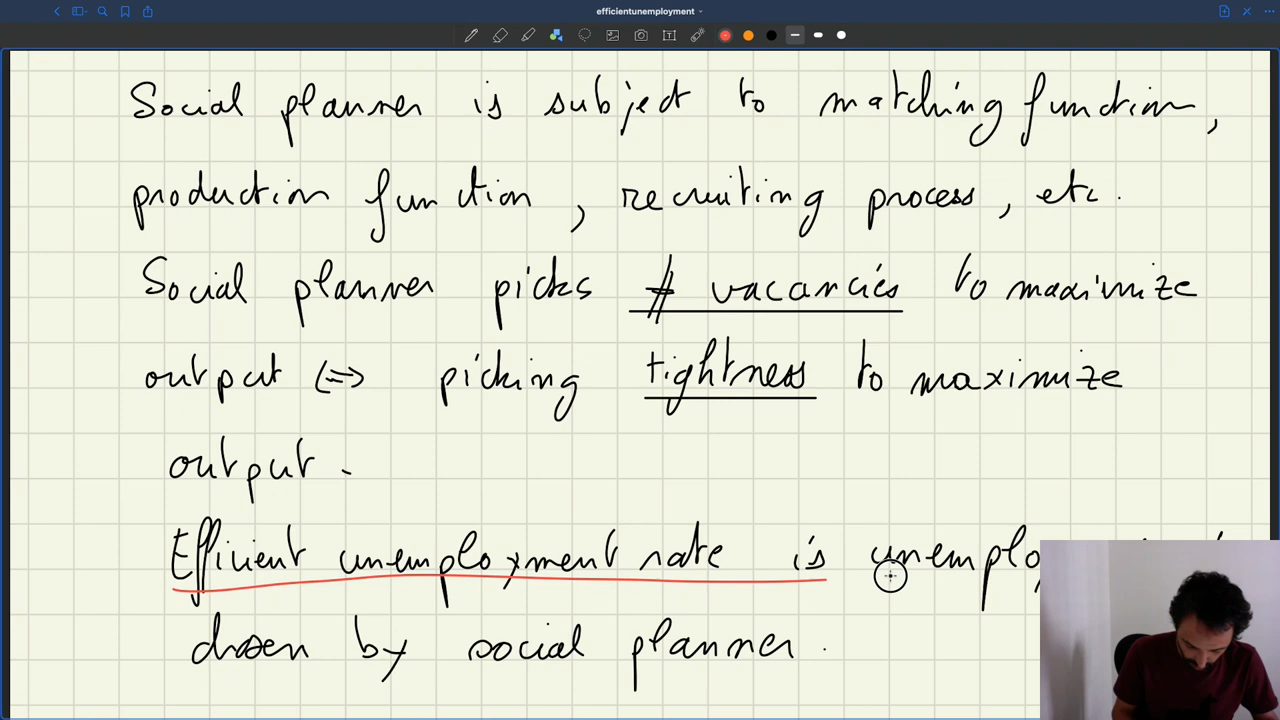 efficientunemployment
Social planner is subject to matching function,
production function, recruiting process, etc.
Social planner picks # vacancies to maximize
output <=> picking tightness to maximize
output.
Efficient unemployment rate is
chosen by social planner.